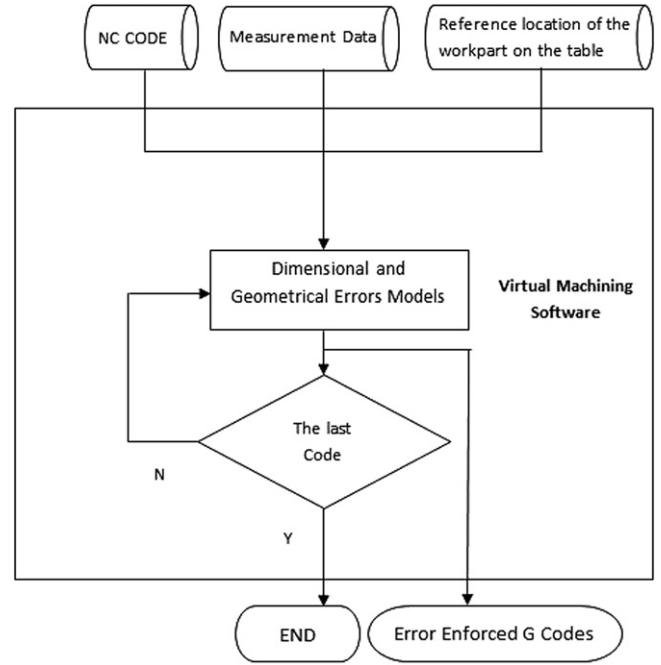 NC CODE
Measurement Data
Reference location of the
workpart on the table
Dimensional and
Geometrical Errors Models
Virtual Machining
Software
The last
Code
N
Y
END
Error Enforced G Codes